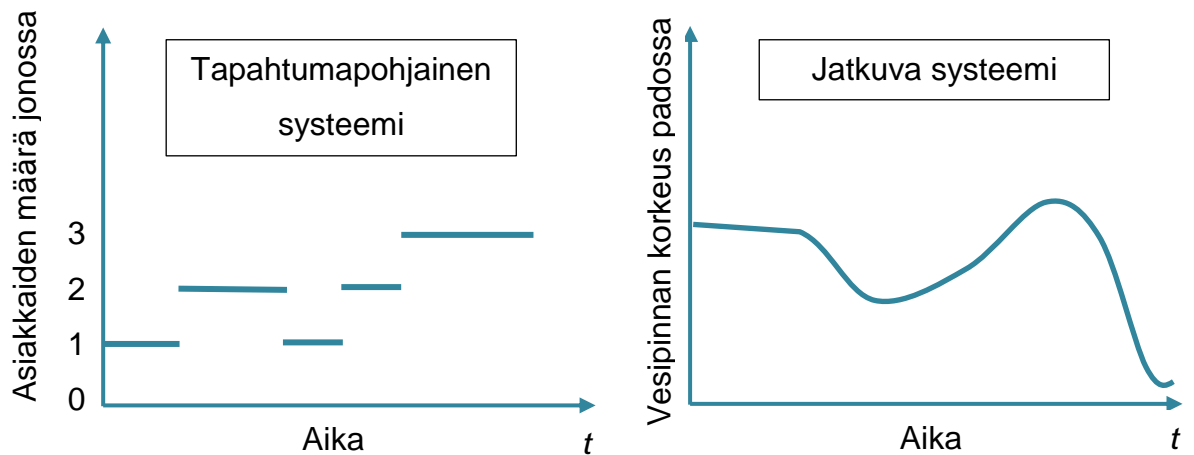 Asiakkaiden määrä jonossa
Tapahtumapohjainen
systeemi
3
2
1
0
Aika
t
Vesipinnan korkeus padossa
Jatkuva systeemi
Aika
t